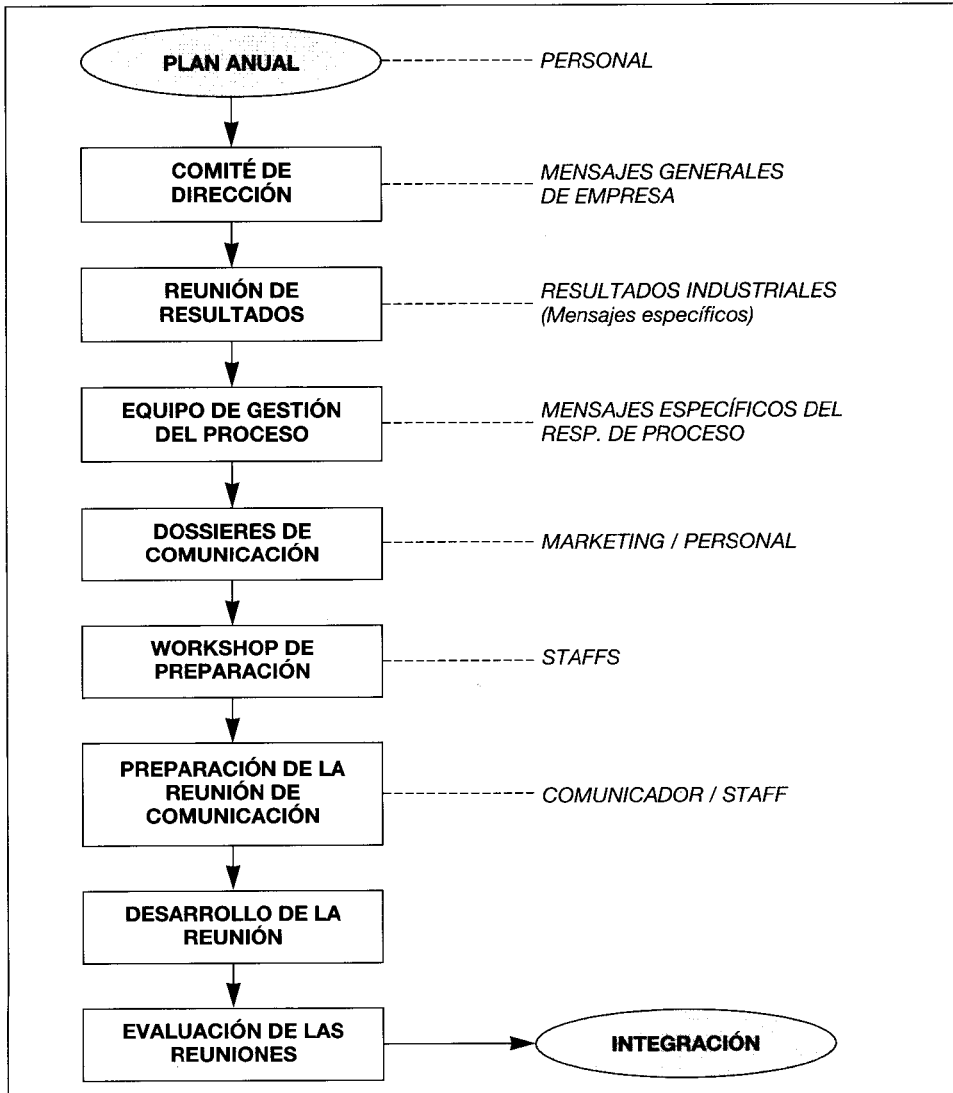 PLAN ANUAL
PERSONAL
COMITÉ DE
DIRECCIÓN
MENSAJES GENERALES
DE EMPRESA
REUNIÓN DE
RESULTADOS
RESULTADOS INDUSTRIALES
(Mensajes específicos)
EQUIPO DE GESTIÓN
DEL PROCESO
MENSAJES ESPECÍFICOS DEL
RESP. DE PROCESO
DOSSIERES DE
COMUNICACIÓN
MARKETING / PERSONAL
WORKSHOP DE
PREPARACIÓN
STAFFS
PREPARACIÓN DE LA
REUNIÓN DE
COMUNICACIÓN
COMUNICADOR / STAFF
DESARROLLO DE LA
REUNIÓN
EVALUACIÓN DE LAS
REUNIONES
INTEGRACIÓN